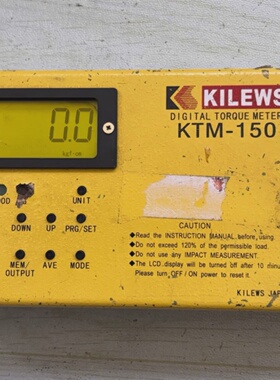 KILEWS
DIGITAL TORQUE METER
KTM-150
0.0
kgf·cm
UNIT
DOWN UP PRG/SET
MEM/ AVE MODE
OUTPUT
CAUTION
◆Read the INSTRUCTION MANUAL before using.
◆Do not exceed 120% of the permissible load.
◆Do not use any IMPACT MEASUREMENT.
◆The LCD display will be turned off after 10 minu
Please turn OFF/ON power to reset it.
KILEWS JAP